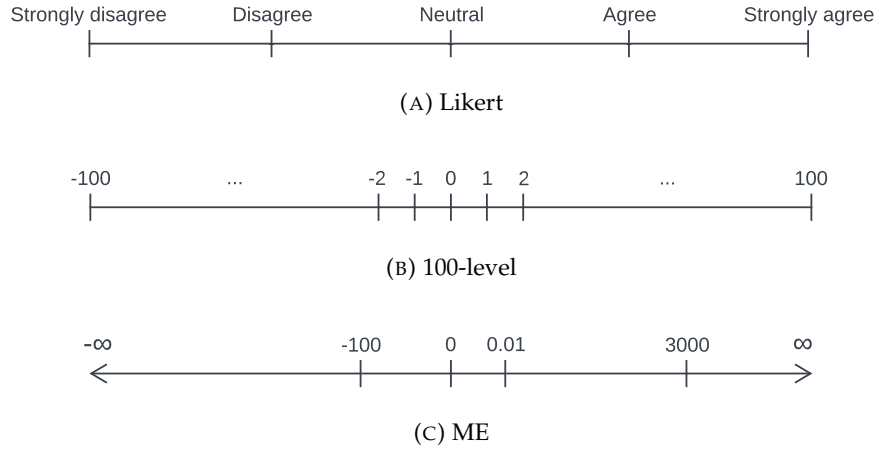 Strongly disagree Disagree Neutral Agree Strongly agree
(A) Likert
-100 ... -2 -1 0 1 2 ... 100
(B) 100-level
-∞ -100 0 0.01 3000 ∞
(C) ME